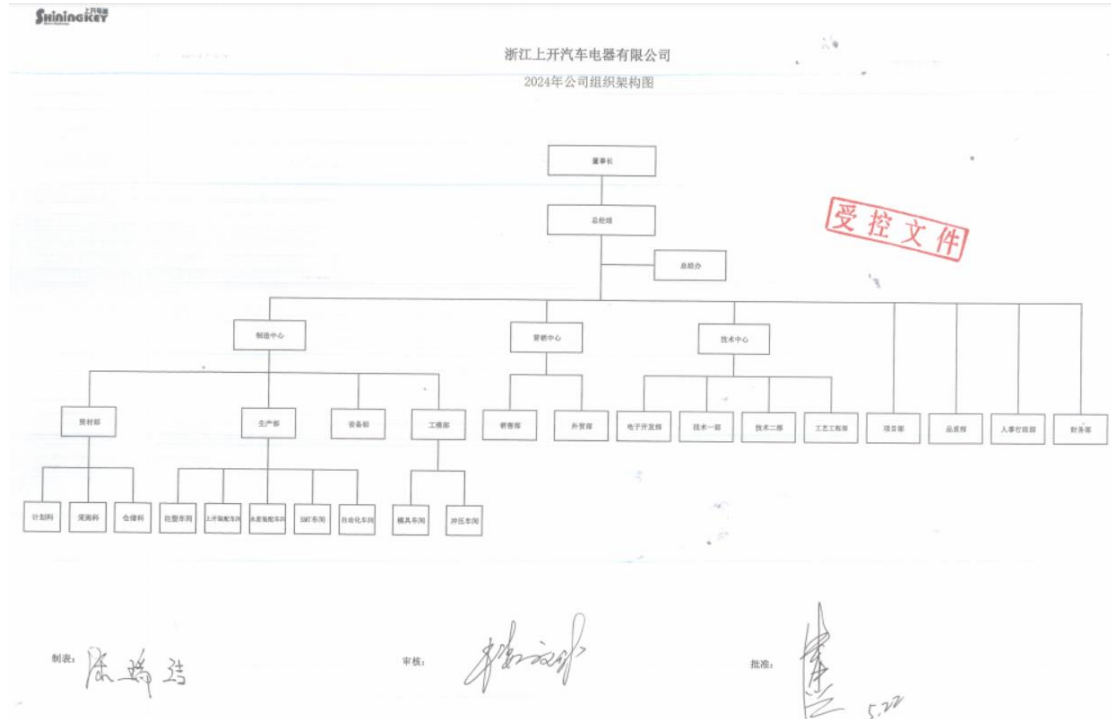 ShiningKEY 上开电器
浙江上开汽车电器有限公司
2024年公司组织架构图
董事长
总经理
受控文件
总经办
制造中心
营销中心
技术中心
资材部
生产部
设备部
工模部
销售部
外贸部
电子开发部
技术一部
技术二部
工艺工程部
项目部
品质部
人事行政部
财务部
计划科
采购科
仓储科
注塑车间
上开装配车间
SMT车间
自动化车间
模具车间
冲压车间
制表:
审核:
批准:
5.22